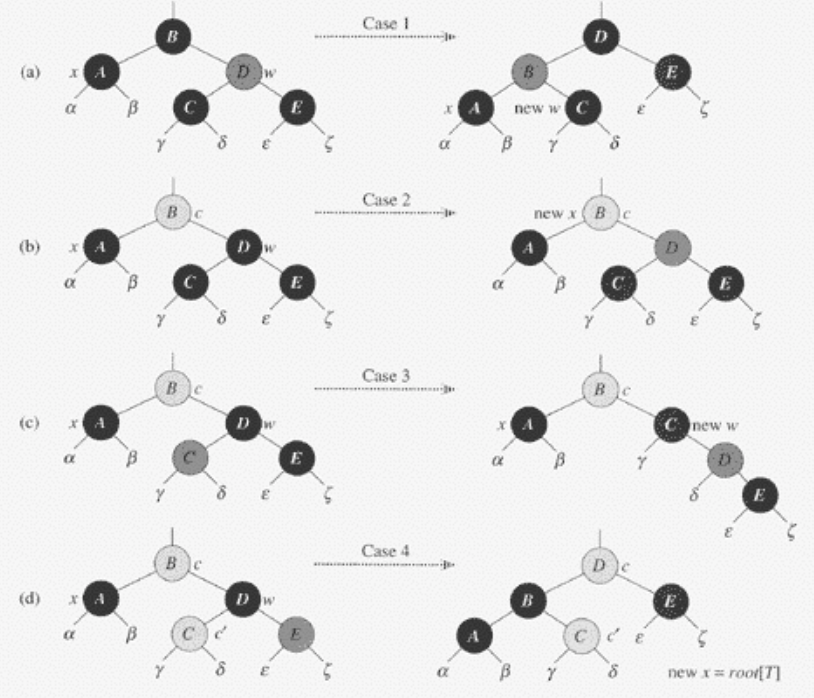 Case 1
B
D
(a) x A D w
B E
α β C E
x A new w C ε ζ
γ δ ε ζ
α β γ δ
Case 2
B c
new x B c
(b) x A D w
A D
α β C E
α β C E
γ δ ε ζ
γ δ ε ζ
Case 3
B c
B c
(c) x A D w
x A C new w
α β C E
α β γ D
γ δ ε ζ
δ E
ε ζ
Case 4
B c
D c
(d) x A D w
B E
α β C c′ E
A C c′ ε ζ
γ δ ε ζ
α β γ δ
new x = root[T]